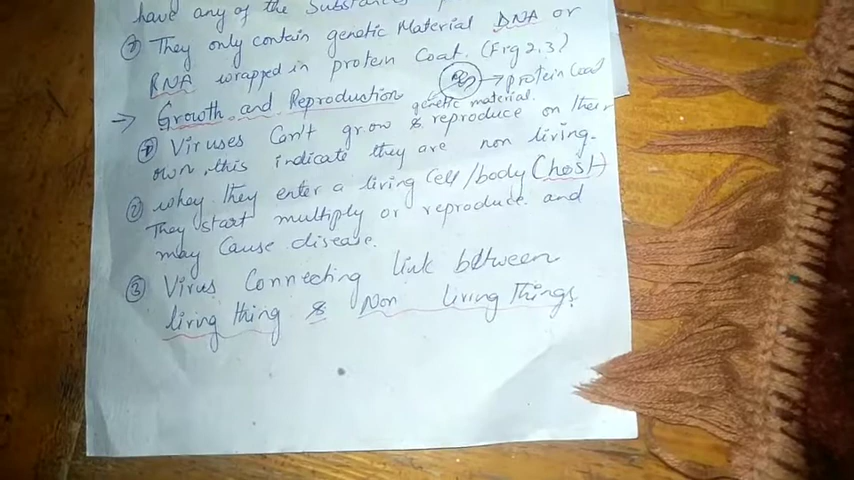 have any of the Substances
② They only contain genetic Material DNA or
RNA wrapped in protein Coat. (Fig 2.3)
→ protein Coat
genetic material.
→ Growth and Reproduction
① Viruses Can't grow & reproduce on their
own, this indicate they are non living.
② whey they enter a living Cell/body (host)
They start multiply or reproduce and
may Cause disease.
③ Virus Connecting link between
living thing & Non living Things